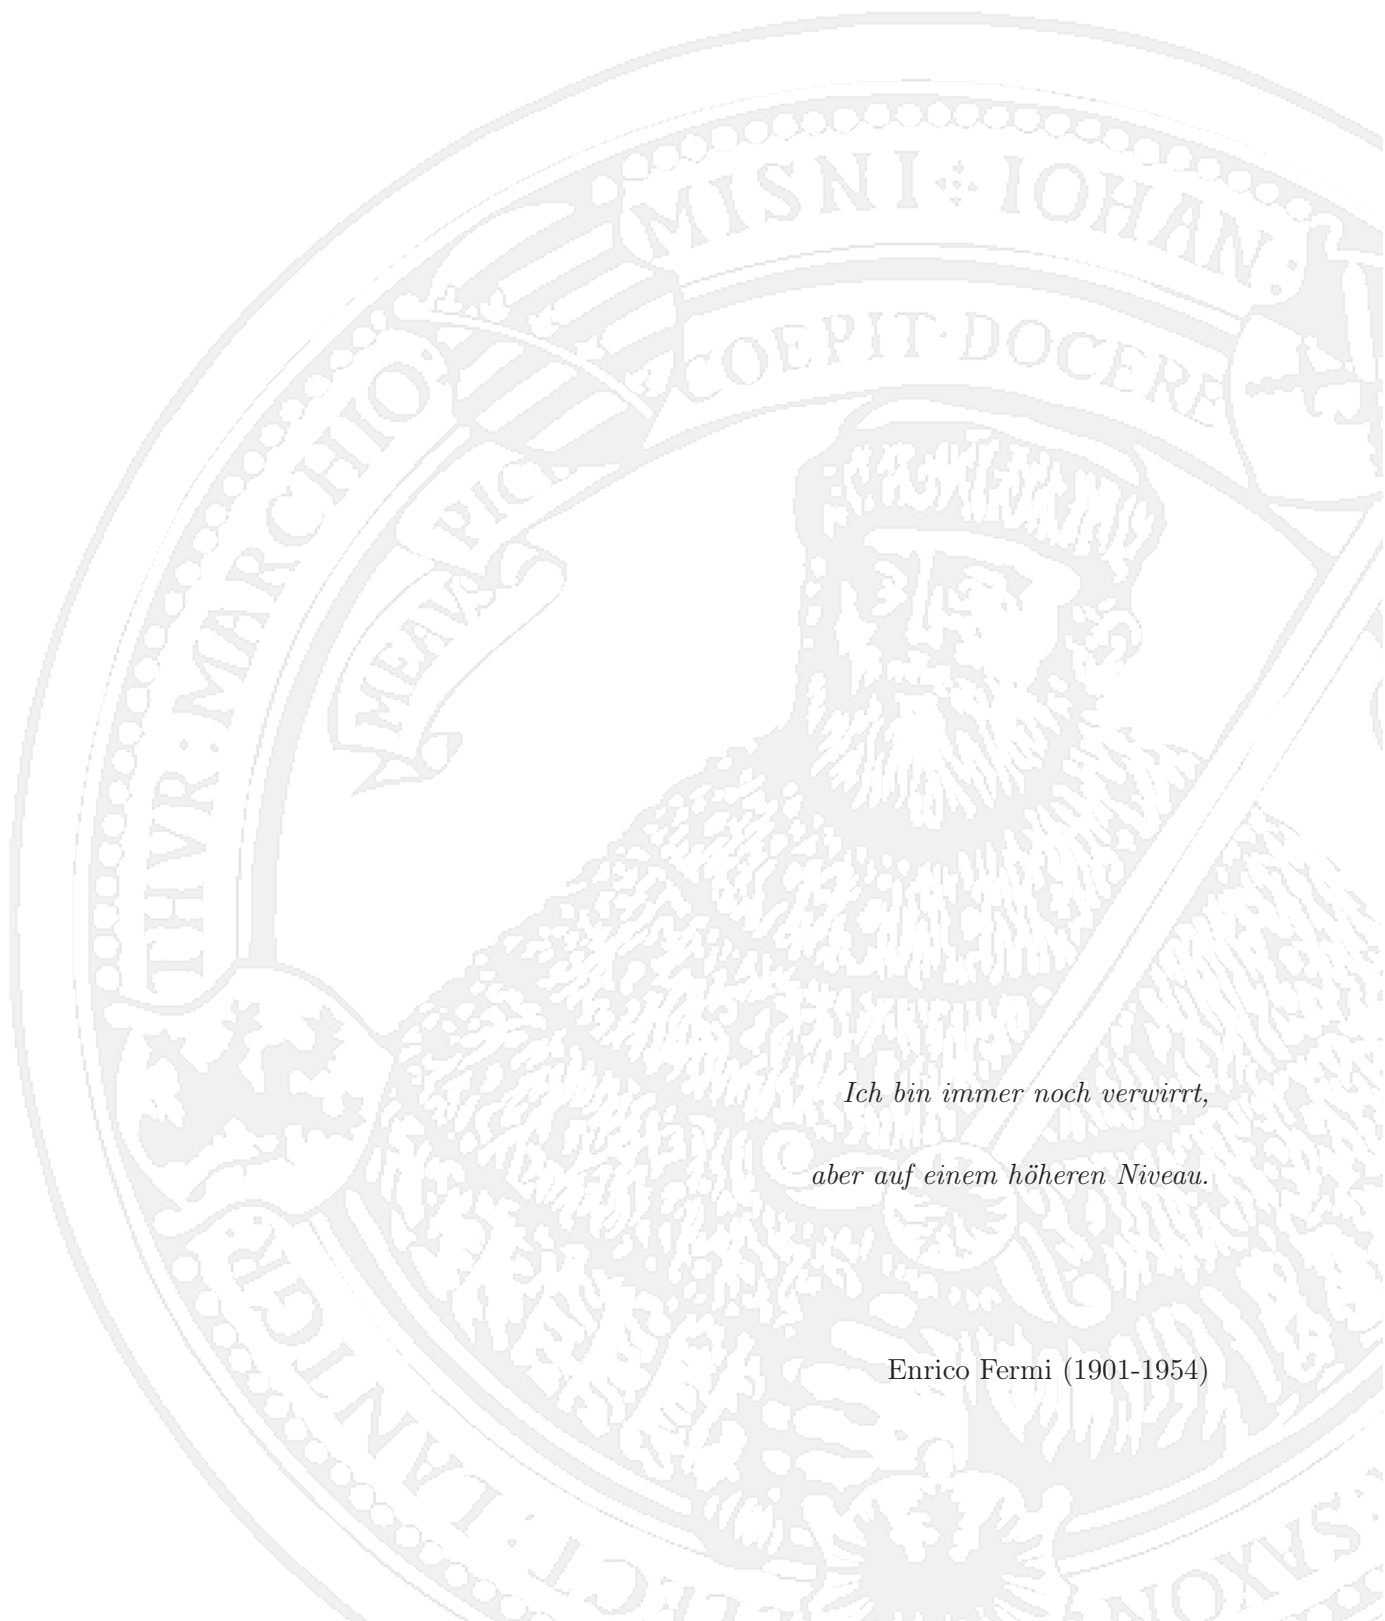 MISNI IOHAN:
COEPIT·DOCERE
THVR:MARCHIO:
PICE
MEAVS
Ich bin immer noch verwirrt,
aber auf einem höheren Niveau.
Enrico Fermi (1901-1954)
LANTGR:
SAXON